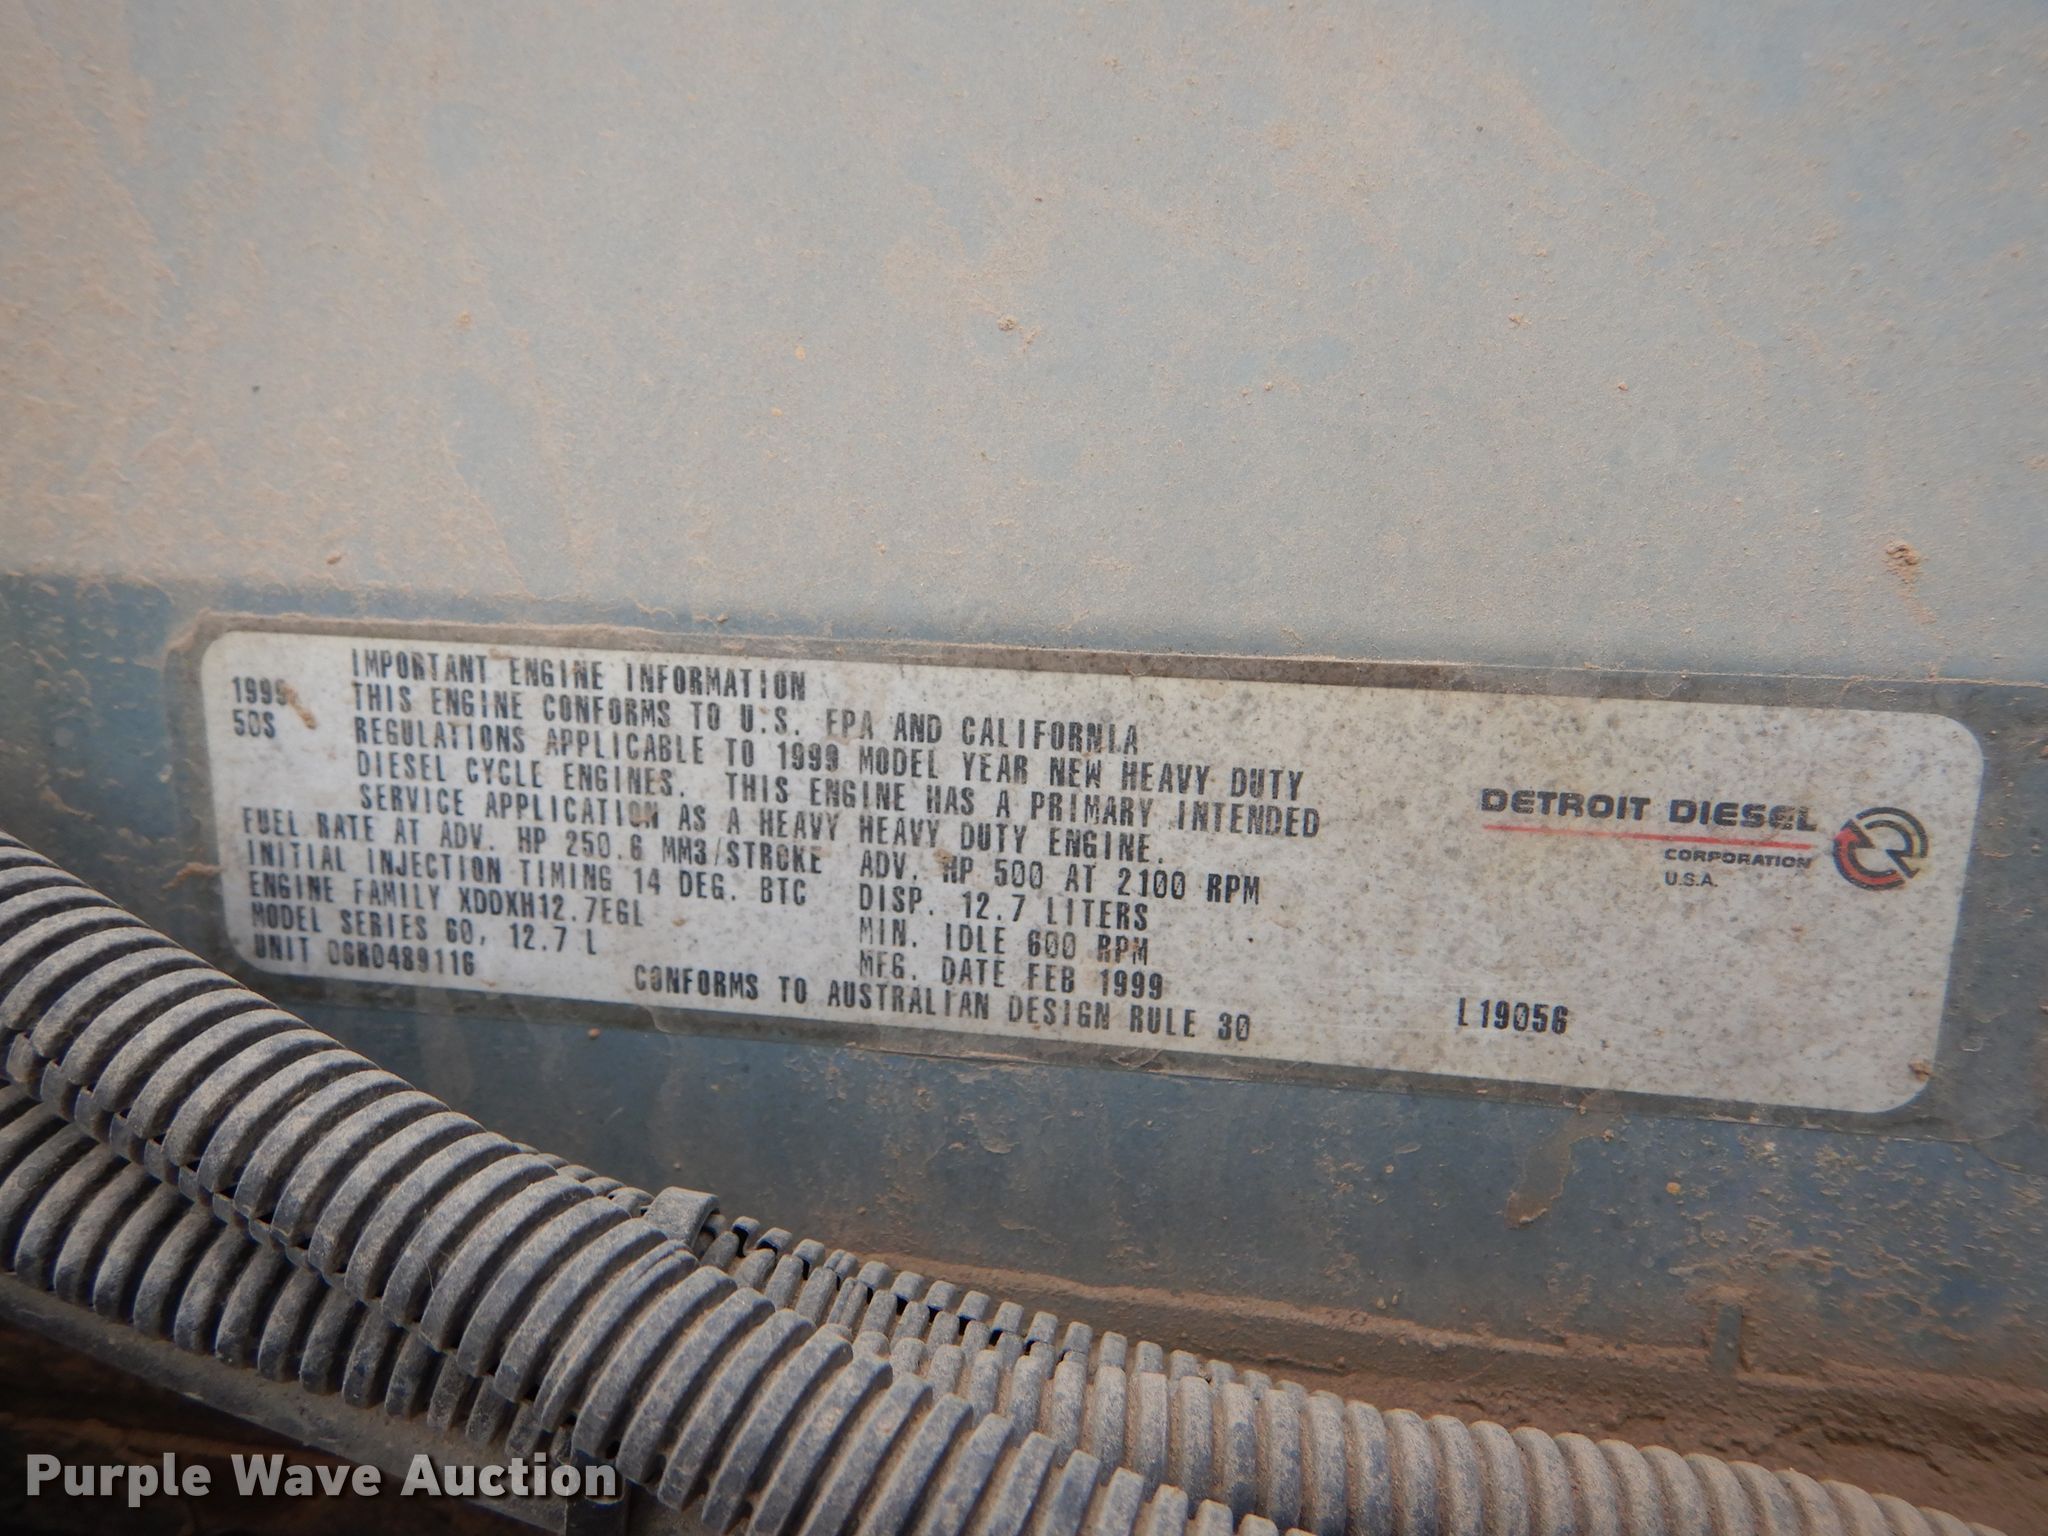 1999
50S
IMPORTANT ENGINE INFORMATION
THIS ENGINE CONFORMS TO U.S. EPA AND CALIFORNIA
REGULATIONS APPLICABLE TO 1999 MODEL YEAR NEW HEAVY DUTY
DIESEL CYCLE ENGINES. THIS ENGINE HAS A PRIMARY INTENDED
SERVICE APPLICATION AS A HEAVY HEAVY DUTY ENGINE.
FUEL RATE AT ADV. HP 250.6 MM3/STROKE ADV. HP 500 AT 2100 RPM
INITIAL INJECTION TIMING 14 DEG. BTC DISP. 12.7 LITERS
ENGINE FAMILY XDDXH12.7EGL MIN. IDLE 600 RPM
MODEL SERIES 60, 12.7 L MFG. DATE FEB 1999
UNIT 06R0489116 CONFORMS TO AUSTRALIAN DESIGN RULE 30
DETROIT DIESEL
CORPORATION
U.S.A.
L19056
Purple Wave Auction